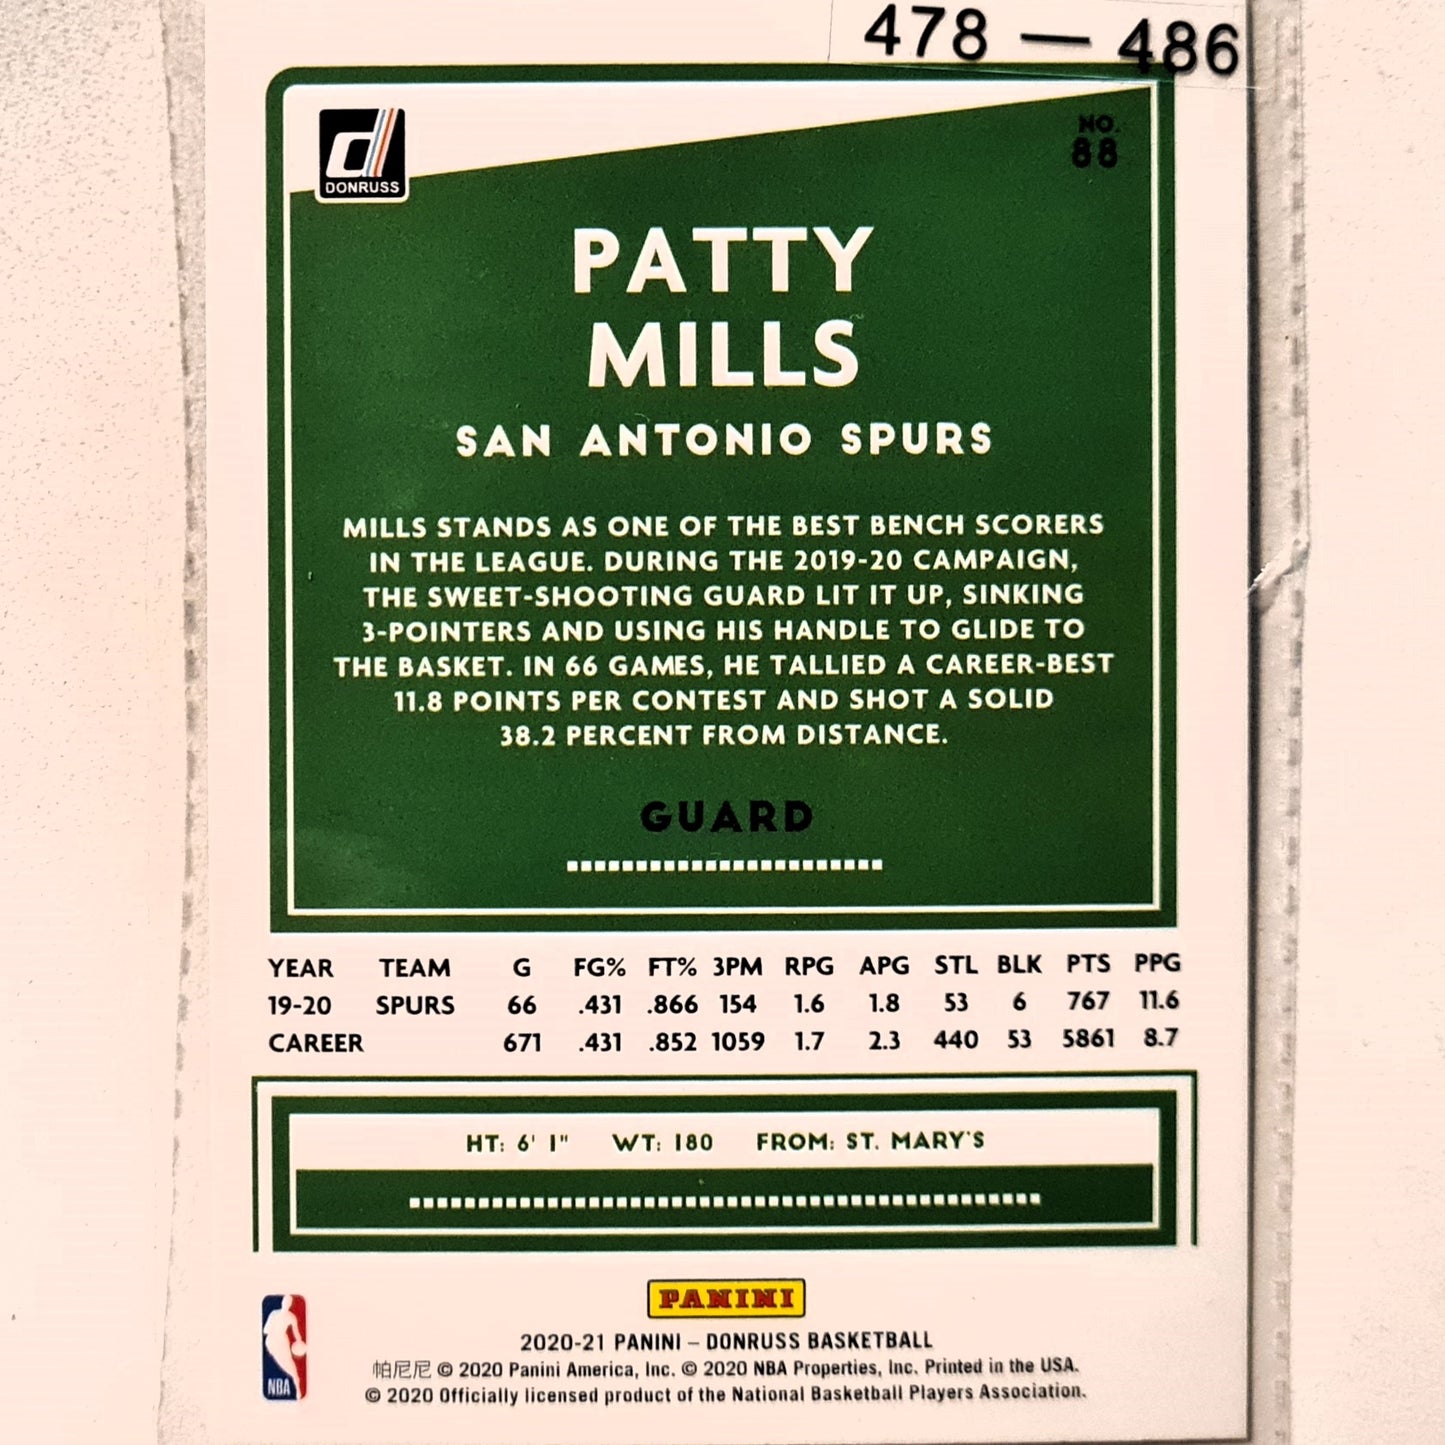 478 — 486
DONRUSS
NO.
88
PATTY
MILLS
SAN ANTONIO SPURS
MILLS STANDS AS ONE OF THE BEST BENCH SCORERS
IN THE LEAGUE. DURING THE 2019-20 CAMPAIGN,
THE SWEET-SHOOTING GUARD LIT IT UP, SINKING
3-POINTERS AND USING HIS HANDLE TO GLIDE TO
THE BASKET. IN 66 GAMES, HE TALLIED A CAREER-BEST
11.8 POINTS PER CONTEST AND SHOT A SOLID
38.2 PERCENT FROM DISTANCE.
GUARD
YEAR TEAM G FG% FT% 3PM RPG APG STL BLK PTS PPG
19-20 SPURS 66 .431 .866 154 1.6 1.8 53 6 767 11.6
CAREER 671 .431 .852 1059 1.7 2.3 440 53 5861 8.7
HT: 6' 1" WT: 180 FROM: ST. MARY'S
PANINI
NBA
2020-21 PANINI – DONRUSS BASKETBALL
帕尼尼 © 2020 Panini America, Inc. © 2020 NBA Properties, Inc. Printed in the USA.
© 2020 Officially licensed product of the National Basketball Players Association.